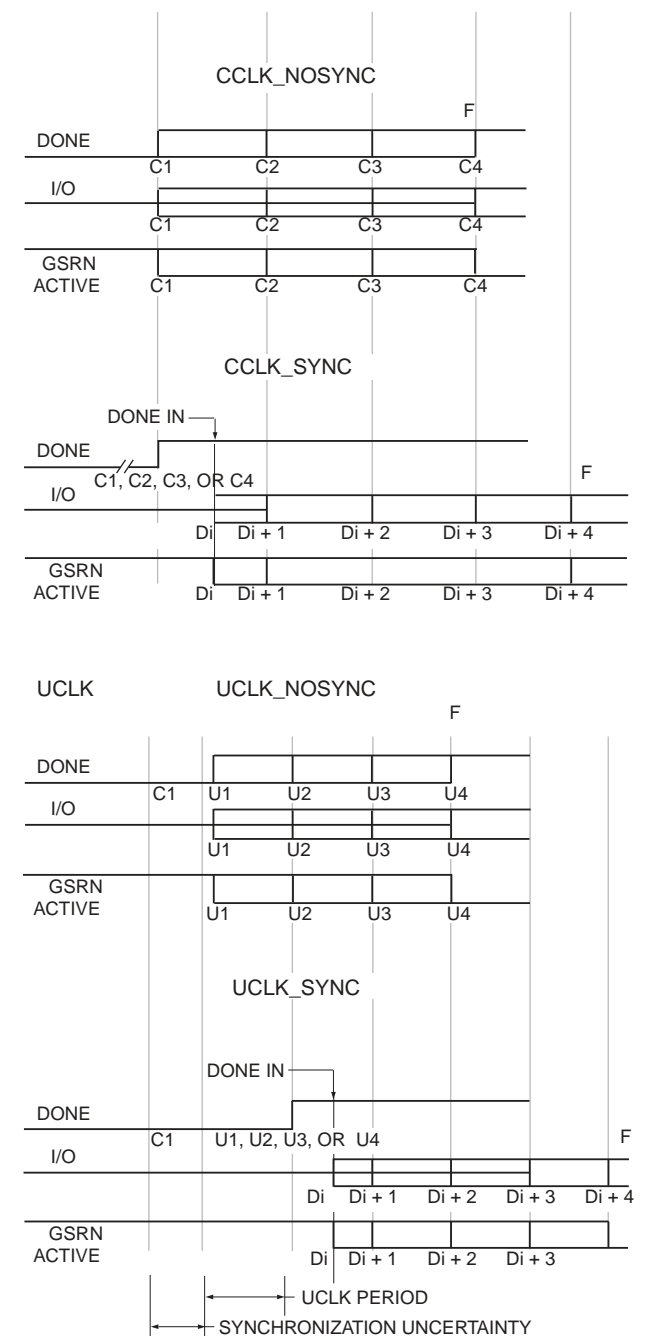 CCLK_NOSYNC
F
DONE
C1 C2 C3 C4
I/O
C1 C2 C3 C4
GSRN
ACTIVE
C1 C2 C3 C4
CCLK_SYNC
DONE IN
DONE
C1, C2, C3, OR C4
F
I/O
Di Di + 1 Di + 2 Di + 3 Di + 4
GSRN
ACTIVE
Di Di + 1 Di + 2 Di + 3 Di + 4
UCLK UCLK_NOSYNC
F
DONE
C1 U1 U2 U3 U4
I/O
U1 U2 U3 U4
GSRN
ACTIVE
U1 U2 U3 U4
UCLK_SYNC
DONE IN
DONE
C1 U1, U2, U3, OR U4
F
I/O
Di Di + 1 Di + 2 Di + 3 Di + 4
GSRN
ACTIVE
Di Di + 1 Di + 2 Di + 3
UCLK PERIOD
SYNCHRONIZATION UNCERTAINTY